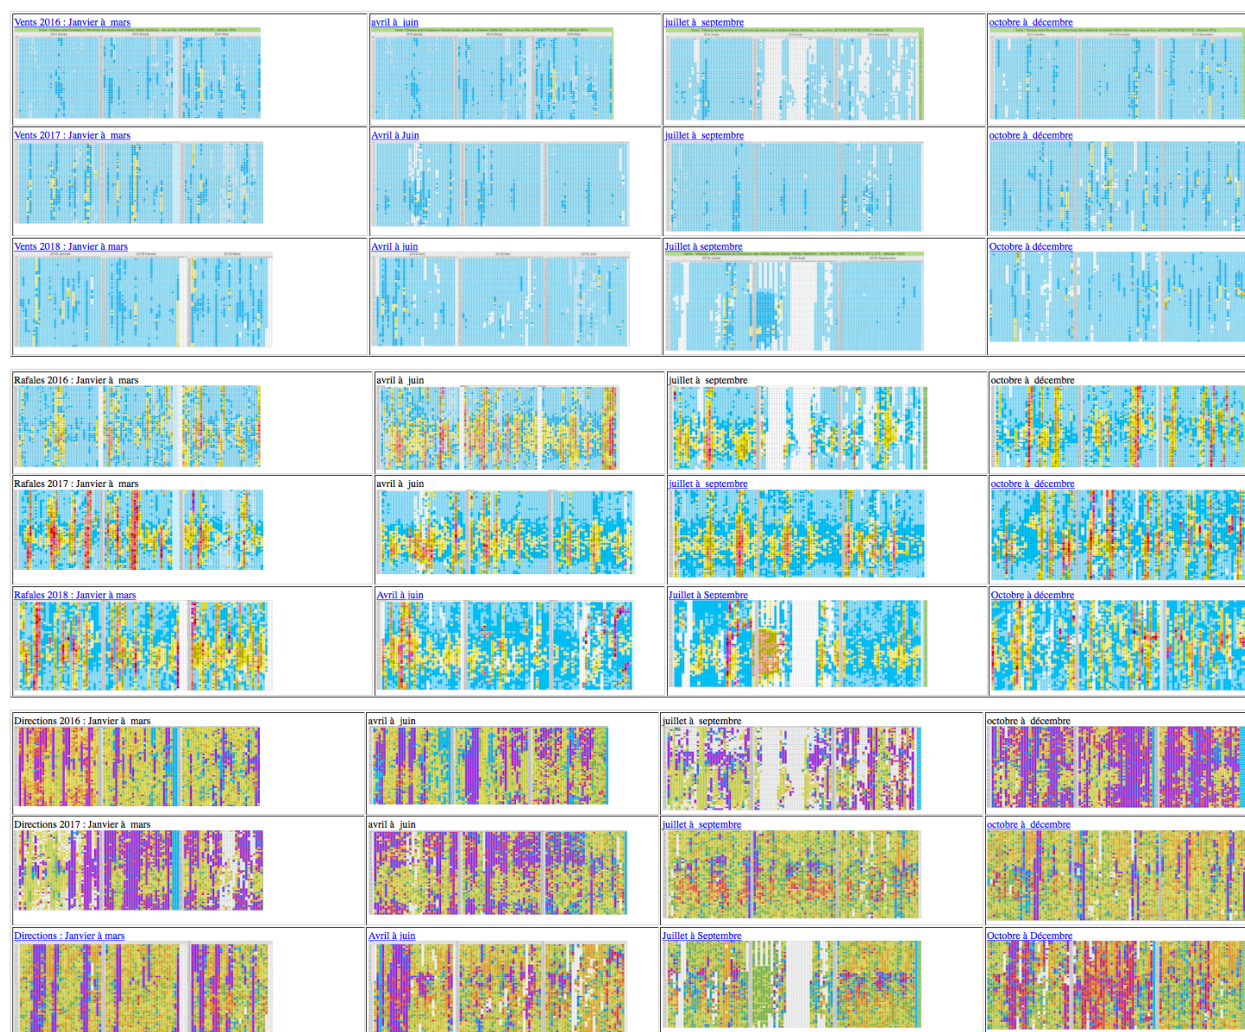 Vents 2016 : Janvier à  mars
avril à  juin
juillet à  septembre
octobre à  décembre
Vents 2017 : Janvier à  mars
Avril à Juin
juillet à  septembre
octobre à  décembre
Vents 2018 : Janvier à mars
Avril à juin
Juillet à septembre
Octobre à décembre
Rafales 2016 : Janvier à  mars
avril à  juin
juillet à  septembre
octobre à  décembre
Rafales 2017 : Janvier à  mars
avril à  juin
juillet à  septembre
octobre à  décembre
Rafales 2018 : Janvier à mars
Avril à juin
Juillet à Septembre
Octobre à décembre
Directions 2016 : Janvier à  mars
avril à  juin
juillet à  septembre
octobre à  décembre
Directions 2017 : Janvier à  mars
avril à  juin
juillet à  septembre
octobre à  décembre
Directions : Janvier à mars
Avril à juin
Juillet à Septembre
Octobre à Décembre